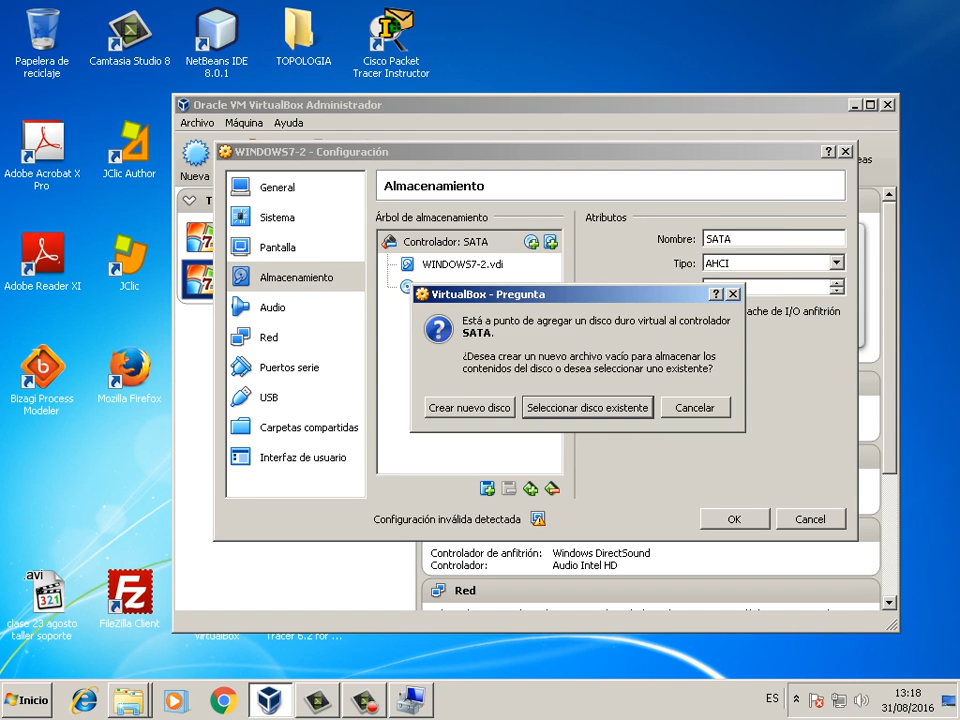 Papelera de
reciclaje
Camtasia Studio 8
NetBeans IDE
8.0.1
TOPOLOGIA
Cisco Packet
Tracer Instructor
Adobe Acrobat X
Pro
JClic Author
Adobe Reader XI
JClic
Bizagi Process
Modeler
Mozilla Firefox
.avi
321
clase 23 agosto
taller soporte
FileZilla Client
VirtualBox
Tracer 6.2 for ...
Oracle VM VirtualBox Administrador
Archivo Máquina Ayuda
Nueva
WINDOWS7-2 - Configuración
General
Sistema
Pantalla
Almacenamiento
Audio
Red
Puertos serie
USB
Carpetas compartidas
Interfaz de usuario
Almacenamiento
Árbol de almacenamiento
Controlador: SATA
WINDOWS7-2.vdi
Atributos
Nombre: SATA
Tipo: AHCI
ache de I/O anfitrión
VirtualBox - Pregunta
Está a punto de agregar un disco duro virtual al controlador
SATA.
¿Desea crear un nuevo archivo vacío para almacenar los
contenidos del disco o desea seleccionar uno existente?
Crear nuevo disco Seleccionar disco existente Cancelar
Configuración inválida detectada
OK Cancel
Controlador de anfitrión: Windows DirectSound
Controlador: Audio Intel HD
Red
Inicio
ES
13:18
31/08/2016